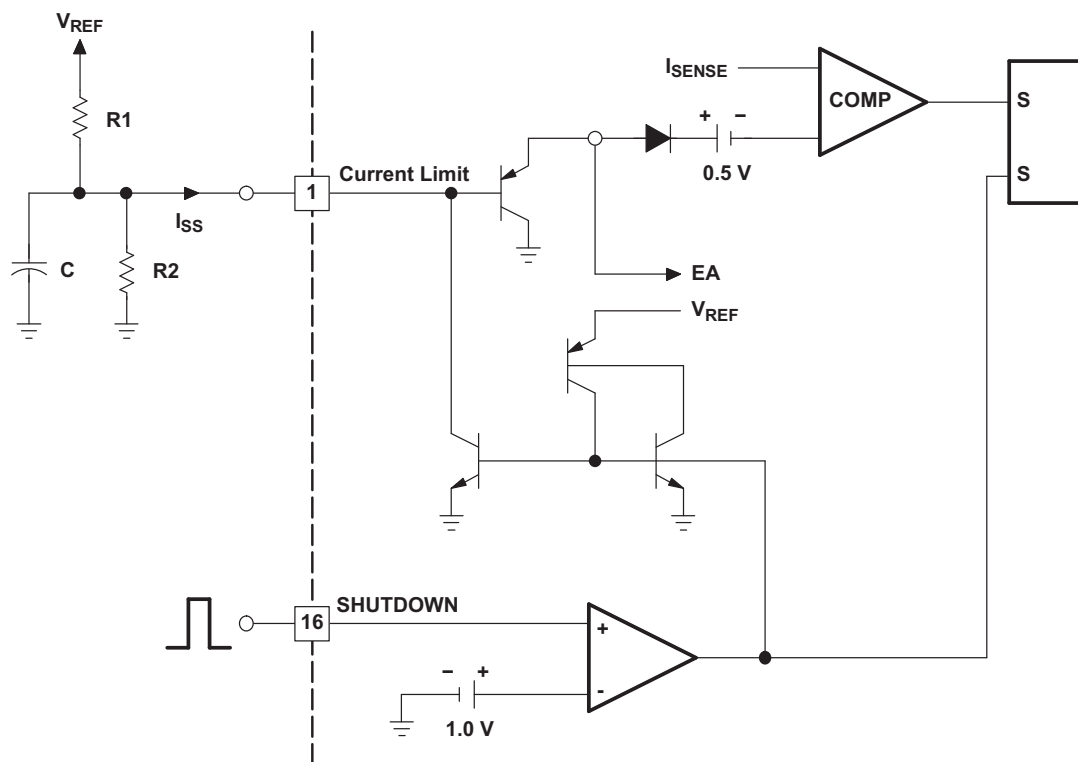 VREF
R1
ISENSE
COMP
S
+ −
0.5 V
Current Limit
1
S
ISS
C
R2
EA
VREF
SHUTDOWN
16
+
− +
-
1.0 V